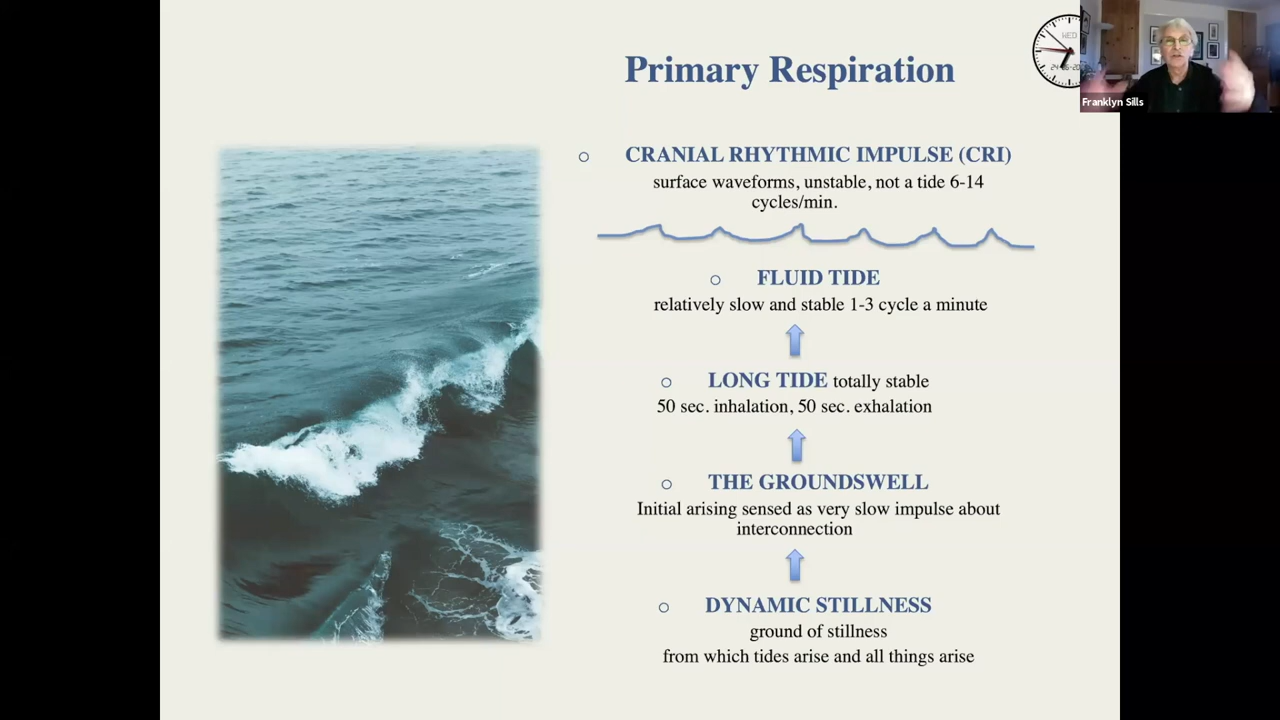 Primary Respiration
WED
Franklyn Sills
○ CRANIAL RHYTHMIC IMPULSE (CRI)
surface waveforms, unstable, not a tide 6-14
cycles/min.
○ FLUID TIDE
relatively slow and stable 1-3 cycle a minute
○ LONG TIDE totally stable
50 sec. inhalation, 50 sec. exhalation
○ THE GROUNDSWELL
Initial arising sensed as very slow impulse about
interconnection
○ DYNAMIC STILLNESS
ground of stillness
from which tides arise and all things arise